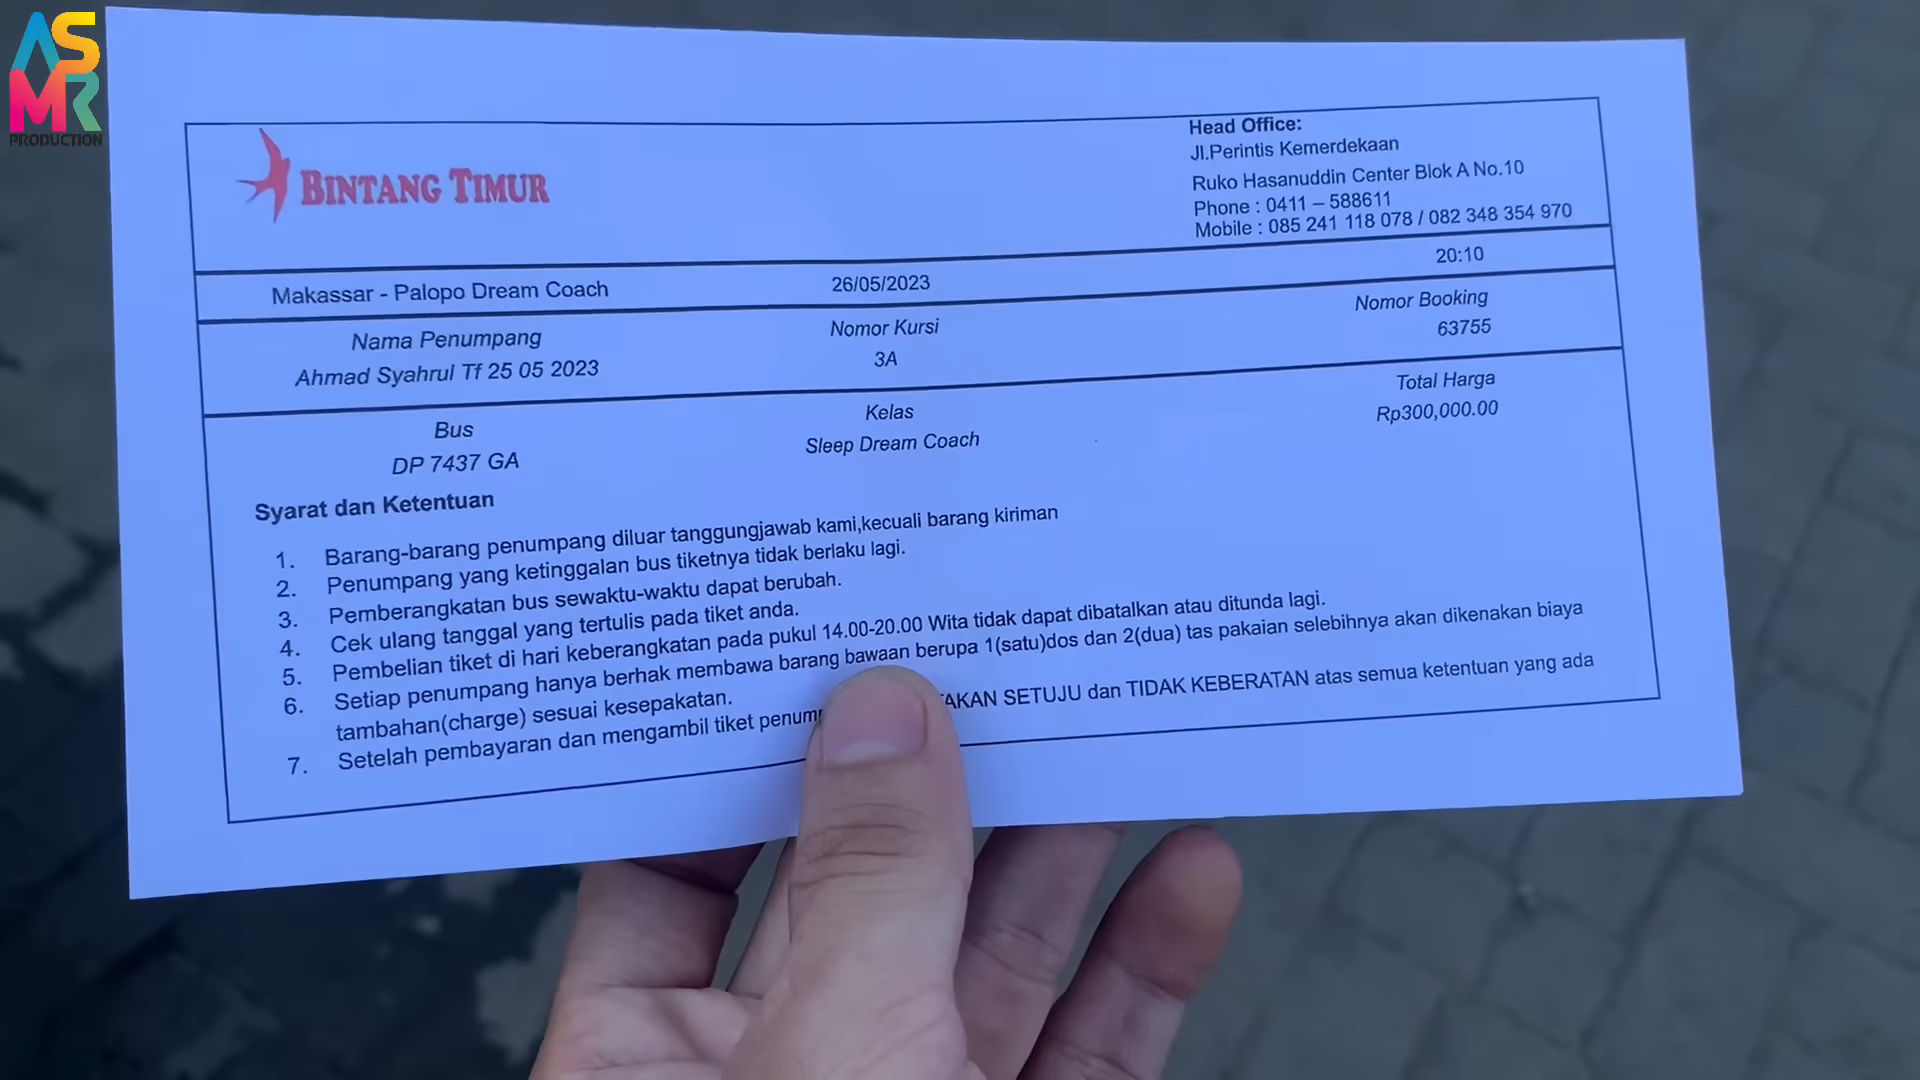 ASMR
PRODUCTION
BINTANG TIMUR
Head Office:
Jl.Perintis Kemerdekaan
Ruko Hasanuddin Center Blok A No.10
Phone : 0411 – 588611
Mobile : 085 241 118 078 / 082 348 354 970
Makassar - Palopo Dream Coach 26/05/2023 20:10
Nama Penumpang Nomor Kursi Nomor Booking
Ahmad Syahrul Tf 25 05 2023 3A 63755
Bus Kelas Total Harga
DP 7437 GA Sleep Dream Coach Rp300,000.00
Syarat dan Ketentuan
1. Barang-barang penumpang diluar tanggungjawab kami,kecuali barang kiriman
2. Penumpang yang ketinggalan bus tiketnya tidak berlaku lagi.
3. Pemberangkatan bus sewaktu-waktu dapat berubah.
4. Cek ulang tanggal yang tertulis pada tiket anda.
5. Pembelian tiket di hari keberangkatan pada pukul 14.00-20.00 Wita tidak dapat dibatalkan atau ditunda lagi.
6. Setiap penumpang hanya berhak membawa barang bawaan berupa 1(satu)dos dan 2(dua) tas pakaian selebihnya akan dikenakan biaya
tambahan(charge) sesuai kesepakatan.
7. Setelah pembayaran dan mengambil tiket SETUJU dan TIDAK KEBERATAN atas semua ketentuan yang ada